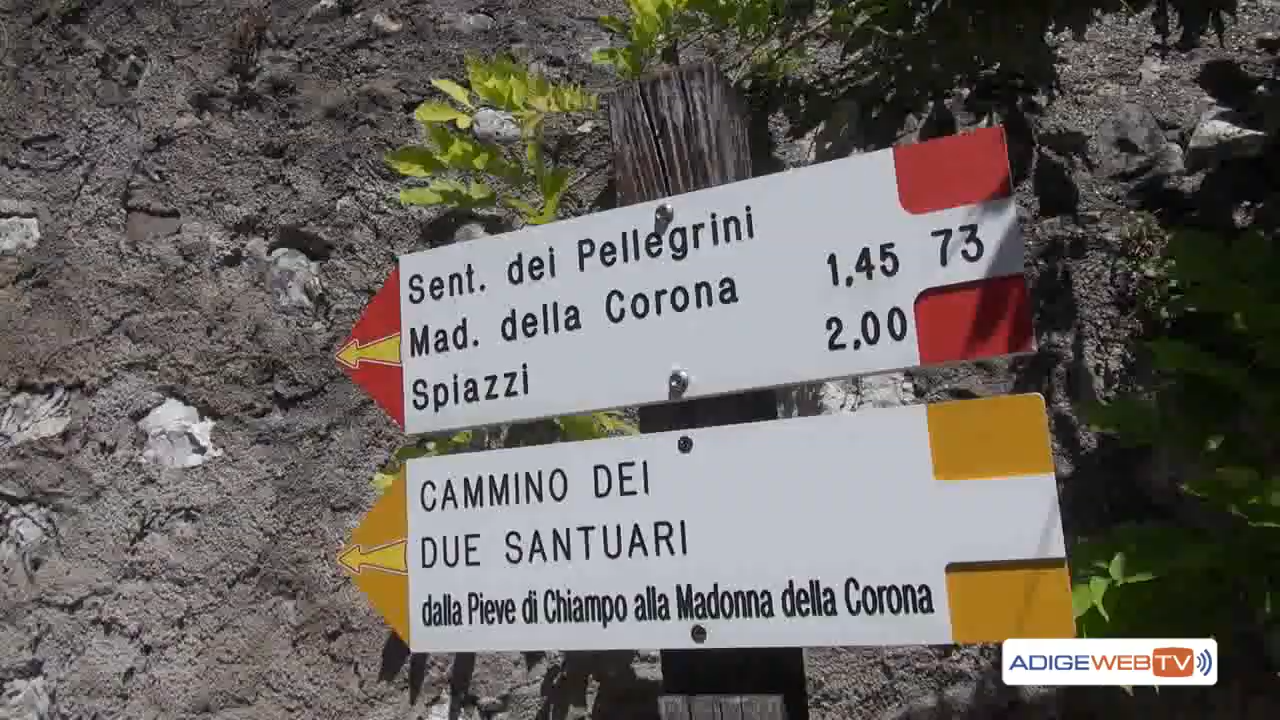 Sent. dei Pellegrini
Mad. della Corona 1.45 73
Spiazzi 2.00
CAMMINO DEI
DUE SANTUARI
dalla Pieve di Chiampo alla Madonna della Corona
ADIGEWEBTV